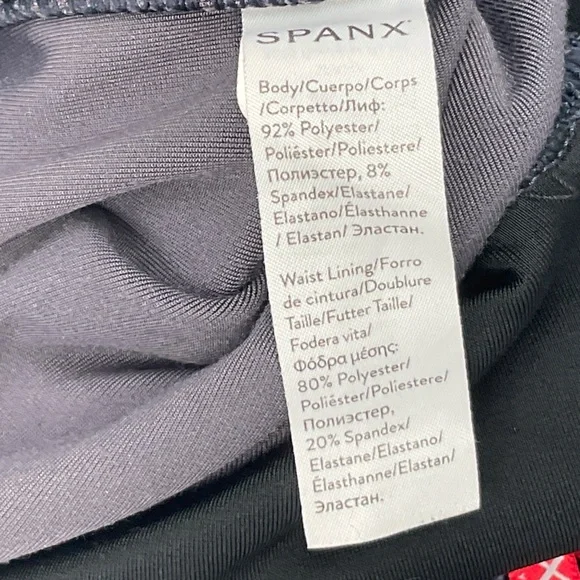 SPANX
Body/Cuerpo/Corps
/Corpetto/Лиф:
92% Polyester/
Poliéster/Poliestere/
Полиэстер, 8%
Spandex/Elastane/
Elastano/Élasthanne
/ Elastan/ Эластан.
Waist Lining/Forro
de cintura/Doublure
Taille/Futter Taille/
Fodera vita/
Φόδρα μέσης:
80% Polyester/
Poliéster/Poliestere/
Полиэстер,
20% Spandex/
Elastane/Elastano/
Élasthanne/Elastan/
Эластан.